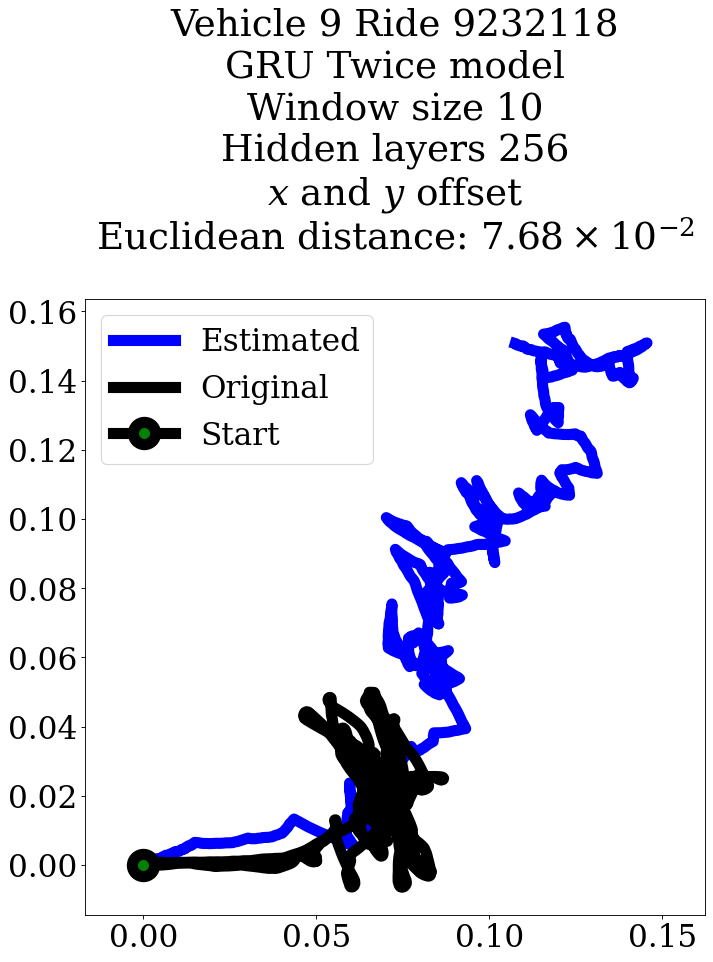 Vehicle 9 Ride 9232118
GRU Twice model
Window size 10
Hidden layers 256
x and y offset
Euclidean distance: 7.68 × 10⁻²
0.16
0.14
0.12
0.10
0.08
0.06
0.04
0.02
0.00
Estimated
Original
Start
0.00 0.05 0.10 0.15